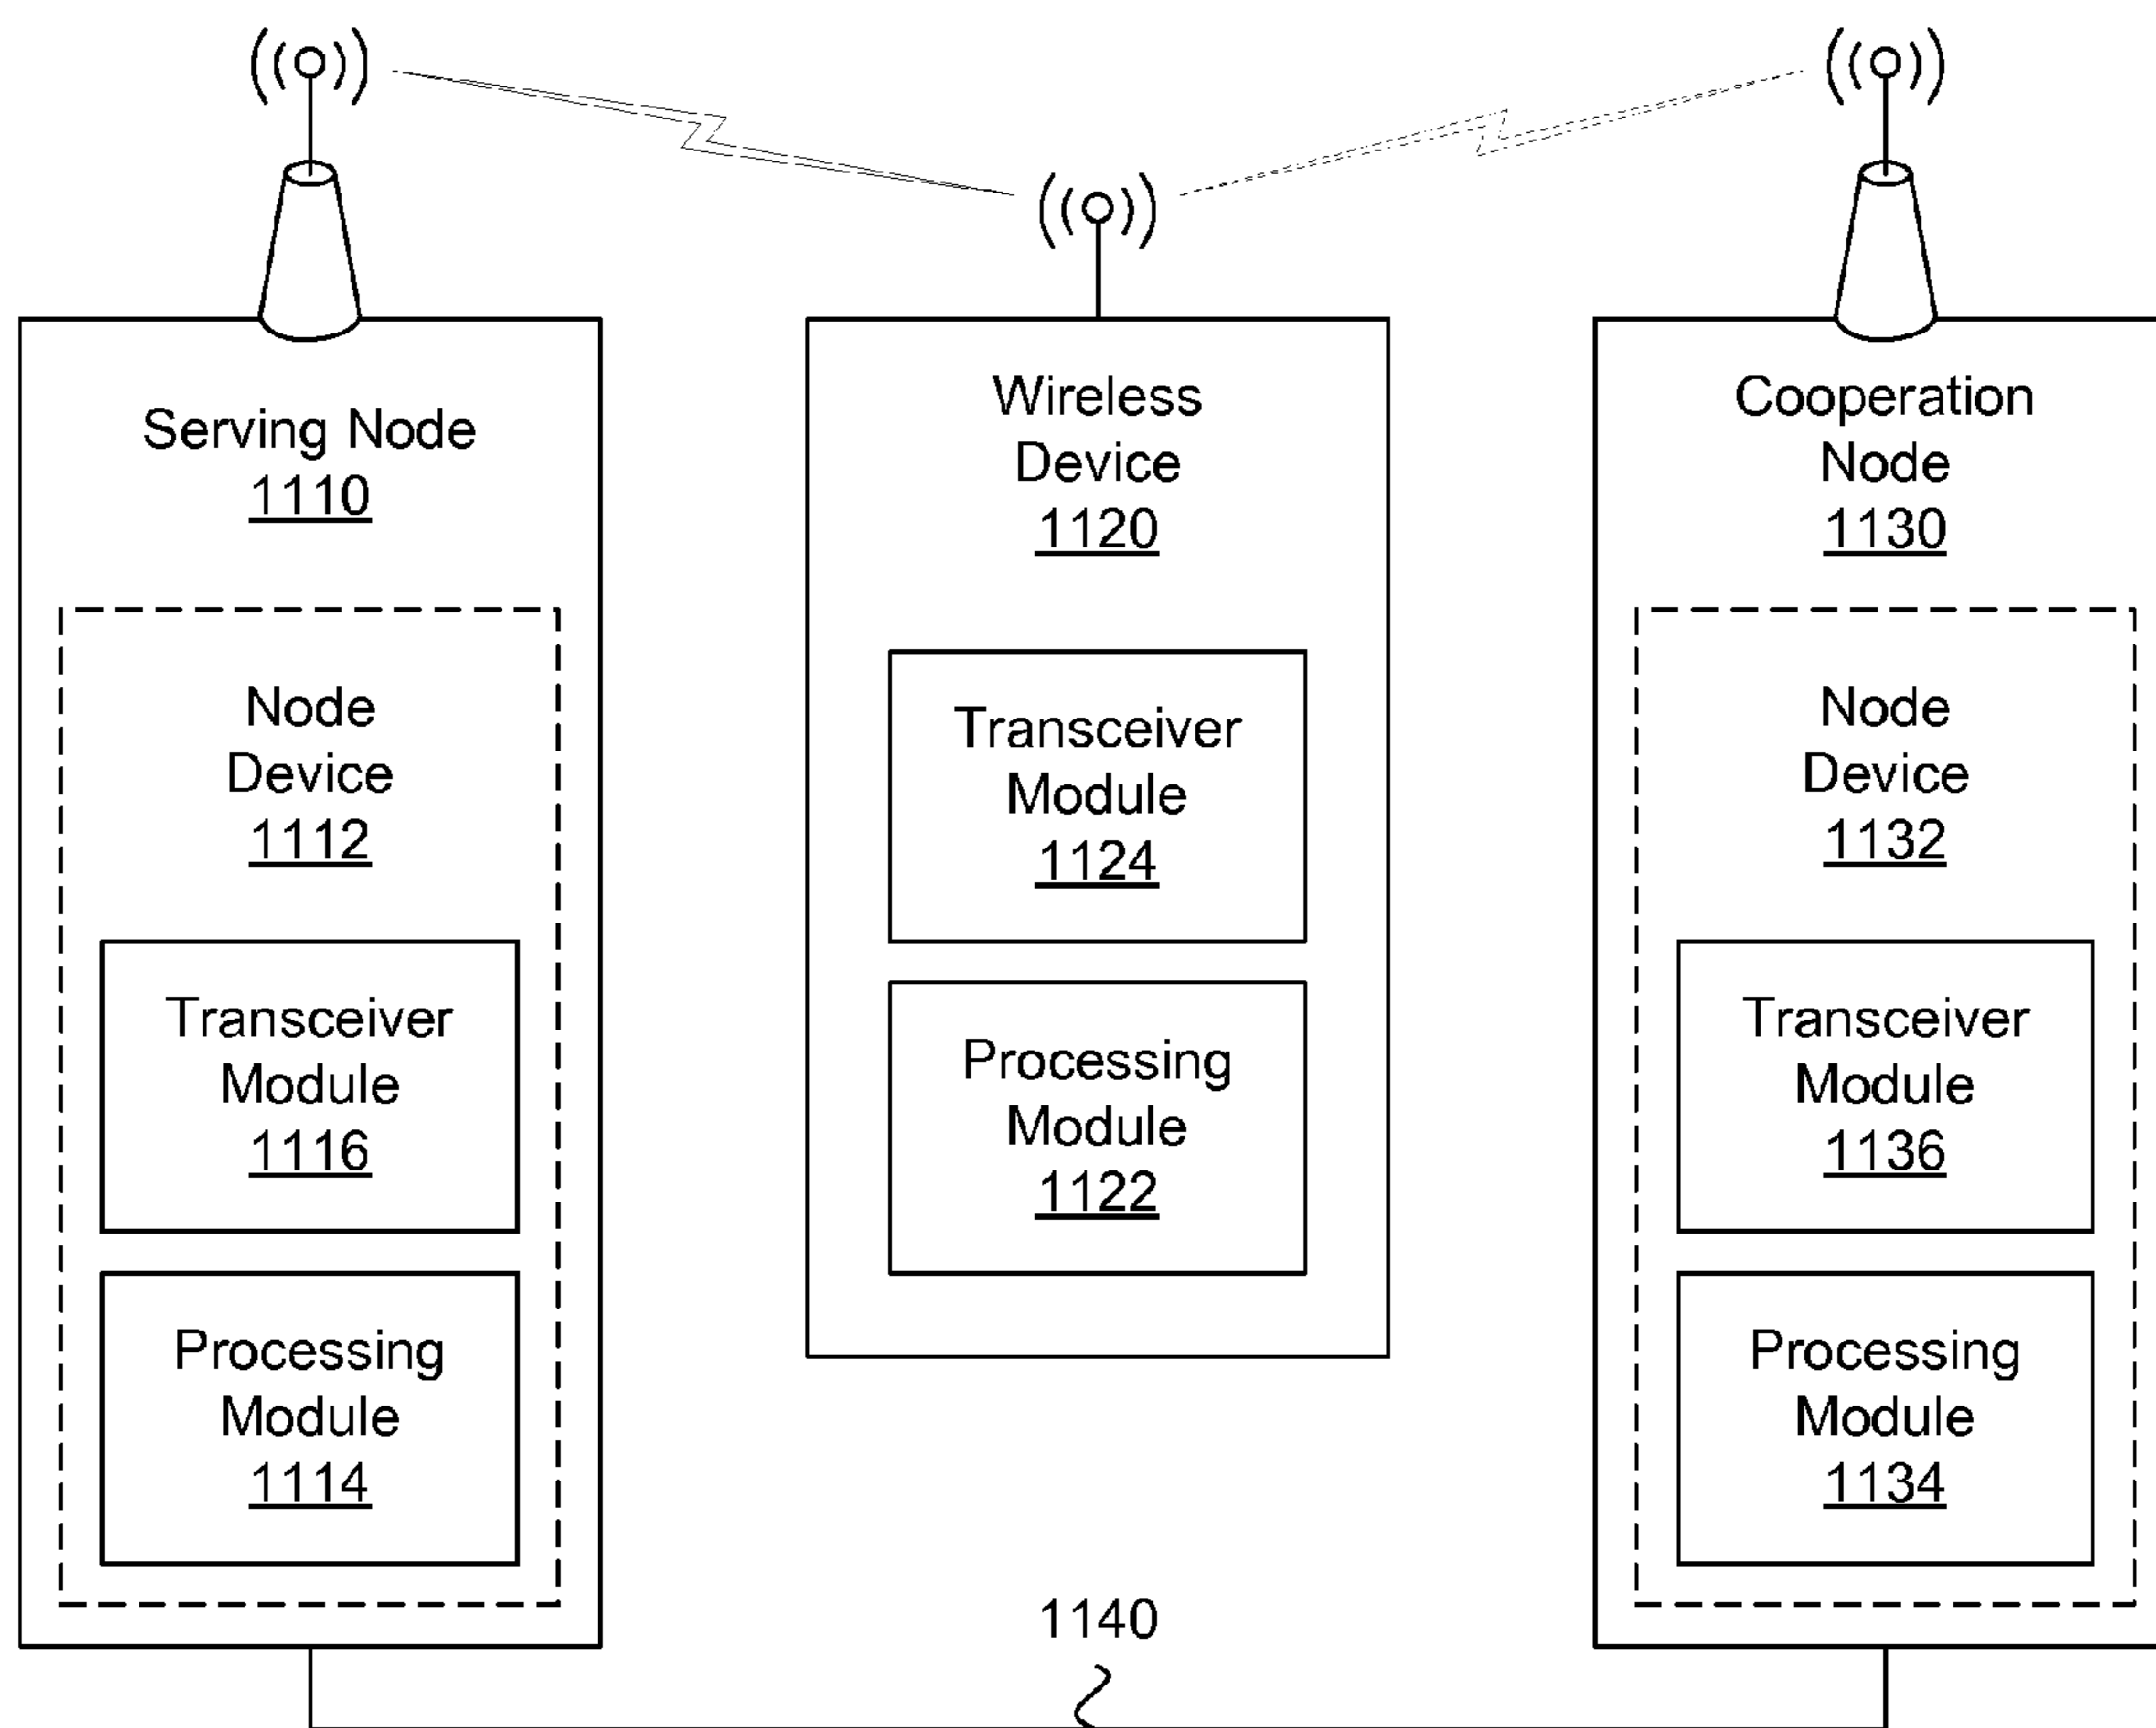 Serving Node
1110
Node
Device
1112
Transceiver
Module
1116
Processing
Module
1114
Wireless
Device
1120
Transceiver
Module
1124
Processing
Module
1122
Cooperation
Node
1130
Node
Device
1132
Transceiver
Module
1136
Processing
Module
1134
1140